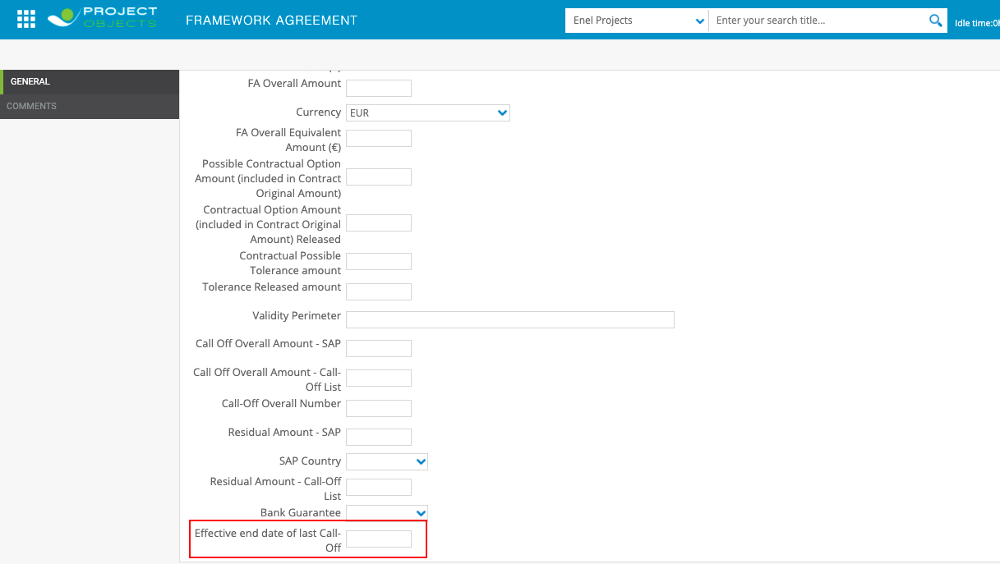 PROJECT
OBJECTS
FRAMEWORK AGREEMENT
Enel Projects
Enter your search title...
Idle time:0
GENERAL
COMMENTS
FA Overall Amount
Currency
EUR
FA Overall Equivalent
Amount (€)
Possible Contractual Option
Amount (included in Contract
Original Amount)
Contractual Option Amount
(included in Contract Original
Amount) Released
Contractual Possible
Tolerance amount
Tolerance Released amount
Validity Perimeter
Call Off Overall Amount - SAP
Call Off Overall Amount - Call-
Off List
Call-Off Overall Number
Residual Amount - SAP
SAP Country
Residual Amount - Call-Off
List
Bank Guarantee
Effective end date of last Call-
Off